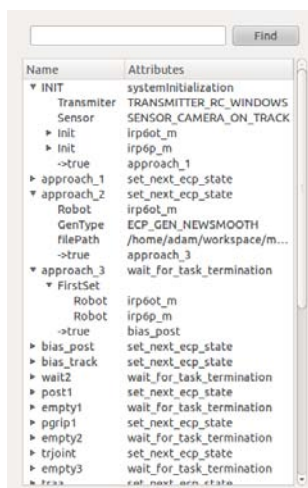 Find
Name Attributes
INIT systemInitialization
Transmiter TRANSMITTER_RC_WINDOWS
Sensor SENSOR_CAMERA_ON_TRACK
Init irp6ot_m
Init irp6p_m
->true approach_1
approach_1 set_next_ecp_state
approach_2 set_next_ecp_state
Robot irp6ot_m
GenType ECP_GEN_NEWSMOOTH
filePath /home/adam/workspace/m...
->true approach_3
approach_3 wait_for_task_termination
FirstSet
Robot irp6ot_m
Robot irp6p_m
->true bias_post
bias_post set_next_ecp_state
bias_track set_next_ecp_state
wait2 wait_for_task_termination
post1 set_next_ecp_state
empty1 wait_for_task_termination
pgrip1 set_next_ecp_state
empty2 wait_for_task_termination
trjoint set_next_ecp_state
empty3 wait_for_task_termination
set_next_ecp_state